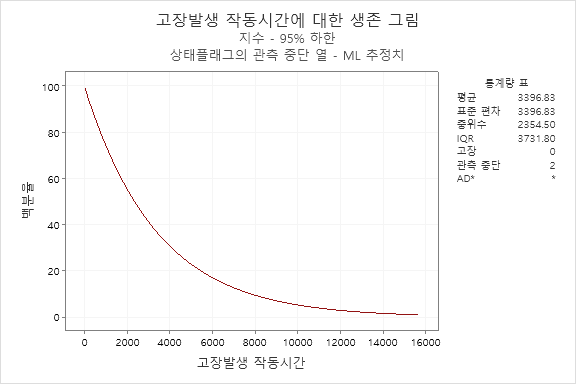 고장발생 작동시간에 대한 생존 그림
지수 - 95% 하한
상태플래그의 관측 중단 열 - ML 추정치
통계량 표
평균 3396.83
표준 편차 3396.83
중위수 2354.50
IQR 3731.80
고장 0
관측 중단 2
AD* *
백분율
100
80
60
40
20
0
0 2000 4000 6000 8000 10000 12000 14000 16000
고장발생 작동시간